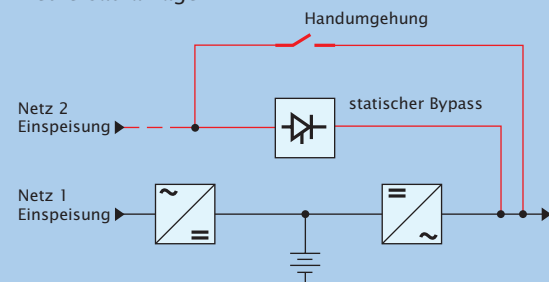 Handumgehung
Netz 2
Einspeisung
statischer Bypass
Netz 1
Einspeisung